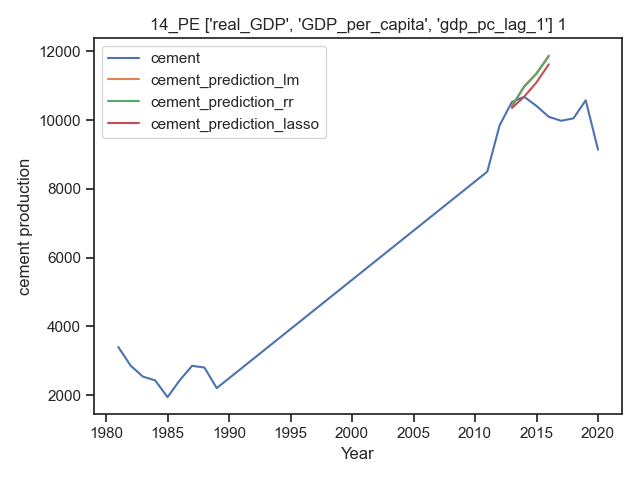 14_PE ['real_GDP', 'GDP_per_capita', 'gdp_pc_lag_1'] 1
cement
cement_prediction_lm
cement_prediction_rr
cement_prediction_lasso
cement production
12000
10000
8000
6000
4000
2000
1980 1985 1990 1995 2000 2005 2010 2015 2020
Year